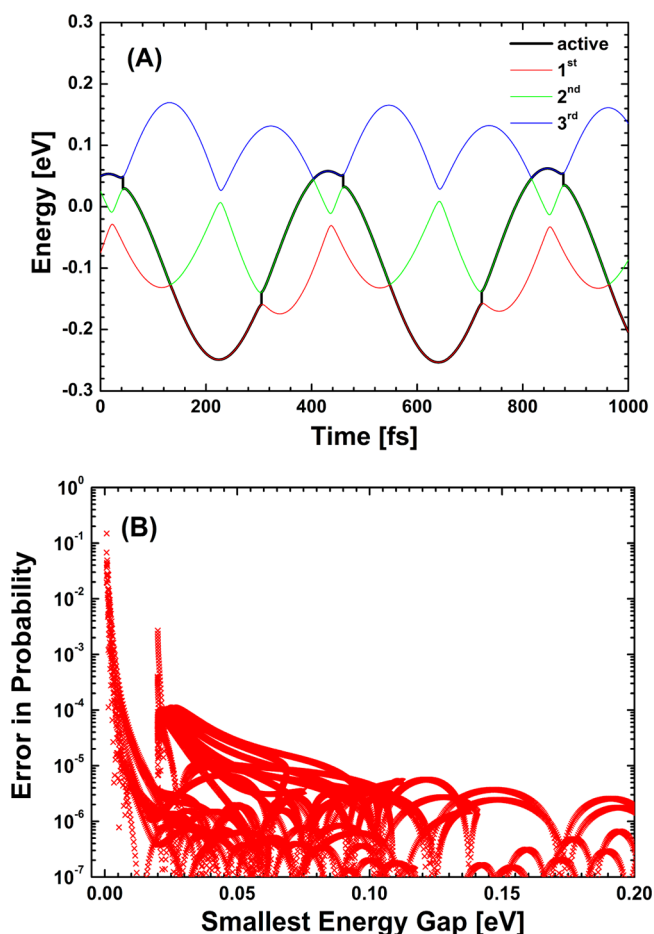 (A)
active
1st
2nd
3rd
0.3
0.2
0.1
0.0
-0.1
-0.2
-0.3
Energy [eV]
0 200 400 600 800 1000
Time [fs]
(B)
10^0
10^-1
10^-2
10^-3
10^-4
10^-5
10^-6
10^-7
Error in Probability
0.00 0.05 0.10 0.15 0.20
Smallest Energy Gap [eV]